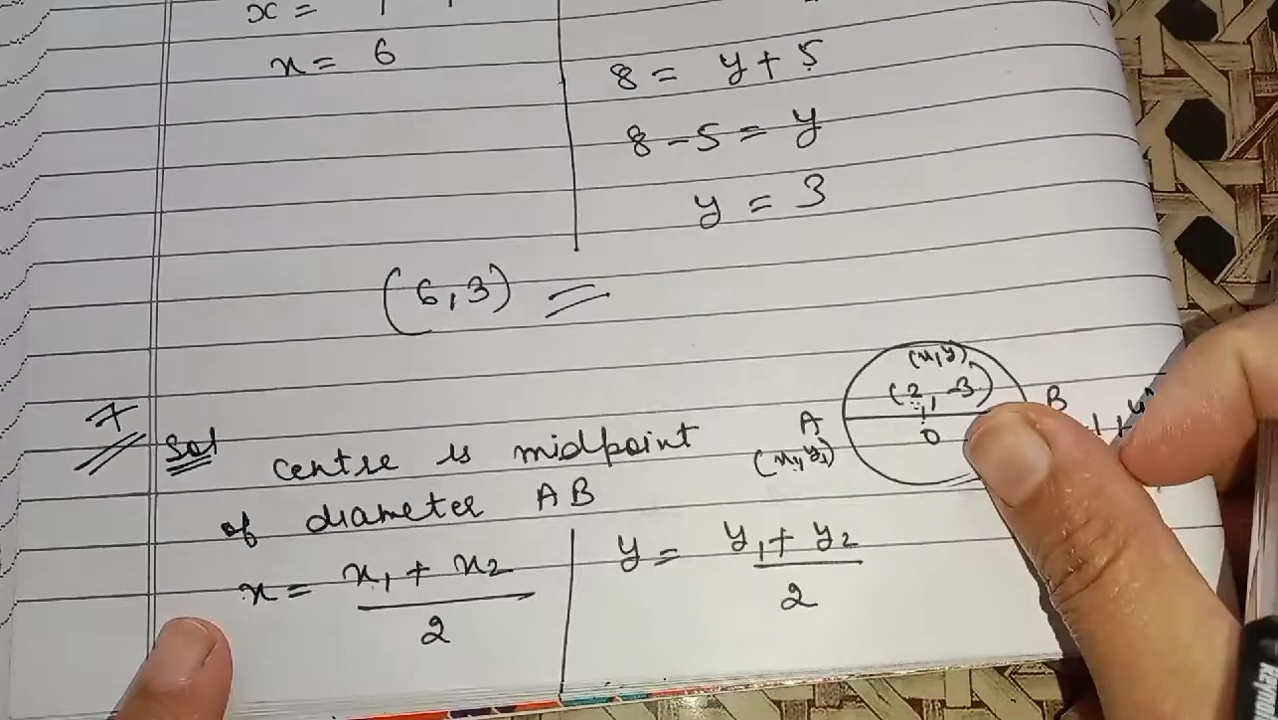 x =
x = 6
8 = y + 5
8 - 5 = y
y = 3
(6, 3)
7 Sol centre is midpoint
of diameter AB
x = x1 + x2 / 2
y = y1 + y2 / 2
(x, y)
(2, -3)
O
A
(x1, y1)
B